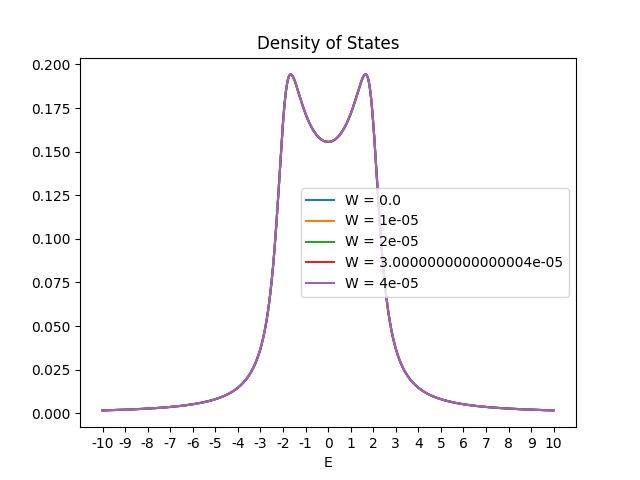 Density of States
0.200
0.175
0.150
0.125
0.100
0.075
0.050
0.025
0.000
W = 0.0
W = 1e-05
W = 2e-05
W = 3.0000000000000004e-05
W = 4e-05
-10 -9 -8 -7 -6 -5 -4 -3 -2 -1 0 1 2 3 4 5 6 7 8 9 10
E